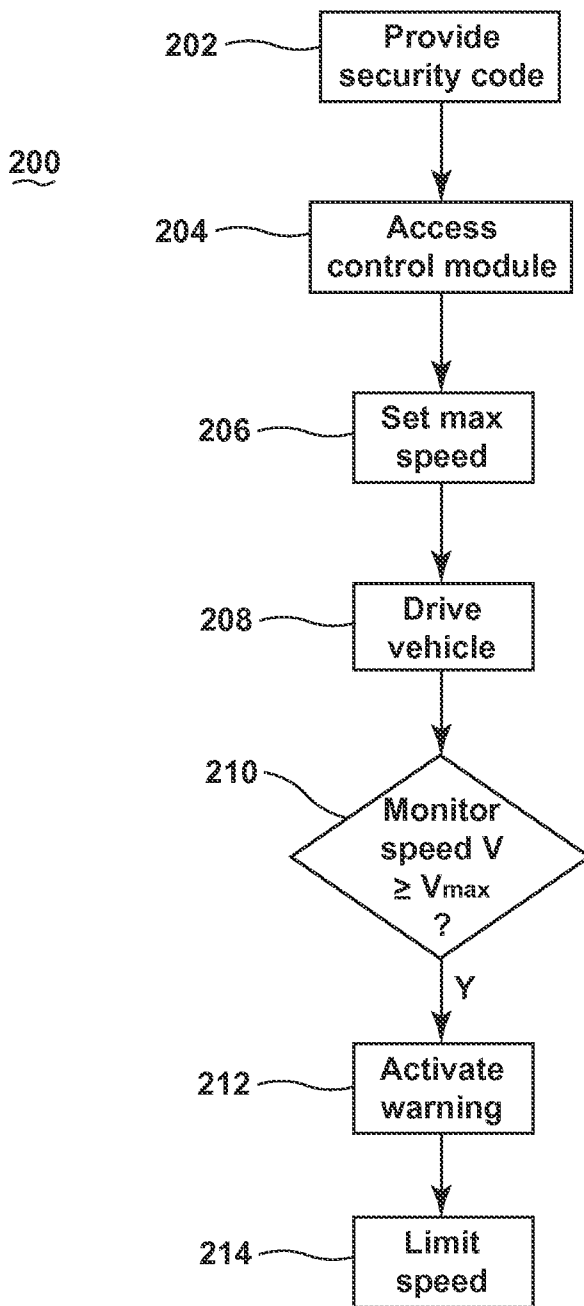 202
Provide
security code
200
204
Access
control module
206
Set max
speed
208
Drive
vehicle
210
Monitor
speed V
≥ Vmax
?
Y
212
Activate
warning
214
Limit
speed